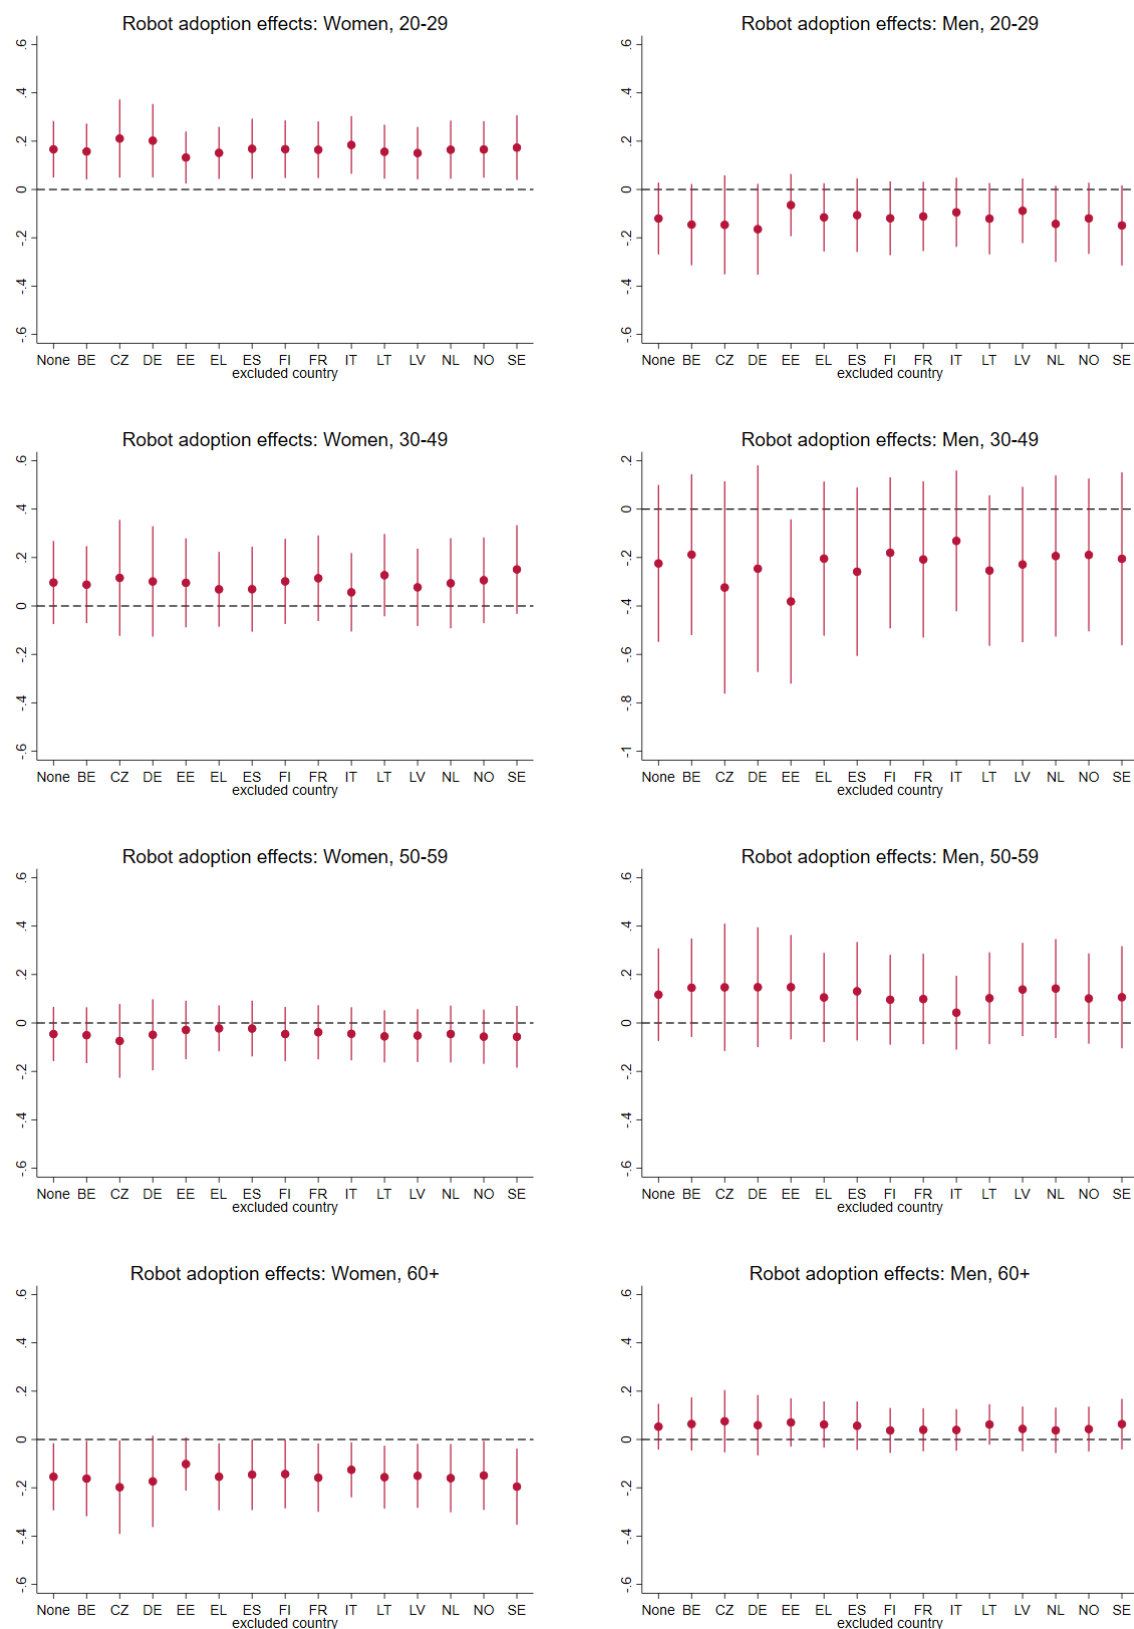 Robot adoption effects: Women, 20-29
.6
.4
.2
0
-.2
-.4
-.6
None BE CZ DE EE EL ES FI FR IT LT LV NL NO SE
excluded country
Robot adoption effects: Men, 20-29
.6
.4
.2
0
-.2
-.4
-.6
None BE CZ DE EE EL ES FI FR IT LT LV NL NO SE
excluded country
Robot adoption effects: Women, 30-49
.6
.4
.2
0
-.2
-.4
-.6
None BE CZ DE EE EL ES FI FR IT LT LV NL NO SE
excluded country
Robot adoption effects: Men, 30-49
.2
0
-.2
-.4
-.6
-.8
-1
None BE CZ DE EE EL ES FI FR IT LT LV NL NO SE
excluded country
Robot adoption effects: Women, 50-59
.6
.4
.2
0
-.2
-.4
-.6
None BE CZ DE EE EL ES FI FR IT LT LV NL NO SE
excluded country
Robot adoption effects: Men, 50-59
.6
.4
.2
0
-.2
-.4
-.6
None BE CZ DE EE EL ES FI FR IT LT LV NL NO SE
excluded country
Robot adoption effects: Women, 60+
.6
.4
.2
0
-.2
-.4
-.6
None BE CZ DE EE EL ES FI FR IT LT LV NL NO SE
excluded country
Robot adoption effects: Men, 60+
.6
.4
.2
0
-.2
-.4
-.6
None BE CZ DE EE EL ES FI FR IT LT LV NL NO SE
excluded country